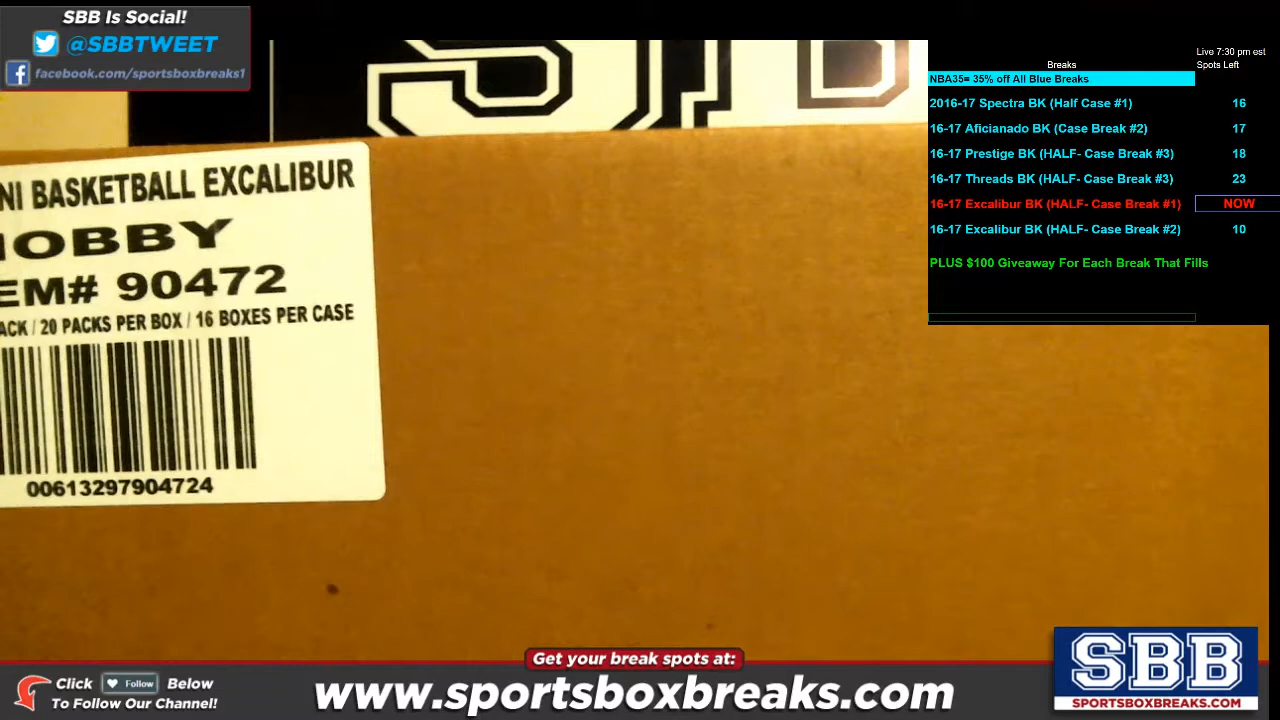 SBB Is Social!
@SBBTWEET
facebook.com/sportsboxbreaks1
Live 7:30 pm est
Breaks
Spots Left
NBA35= 35% off All Blue Breaks
2016-17 Spectra BK (Half Case #1) 16
16-17 Aficianado BK (Case Break #2) 17
16-17 Prestige BK (HALF- Case Break #3) 18
16-17 Threads BK (HALF- Case Break #3) 23
16-17 Excalibur BK (HALF- Case Break #1) NOW
16-17 Excalibur BK (HALF- Case Break #2) 10
PLUS $100 Giveaway For Each Break That Fills
NI BASKETBALL EXCALIBUR
OBBY
EM# 90472
ACK / 20 PACKS PER BOX / 16 BOXES PER CASE
00613297904724
Get your break spots at:
www.sportsboxbreaks.com
Click Follow Below
To Follow Our Channel!
SBB
SPORTSBOXBREAKS.COM